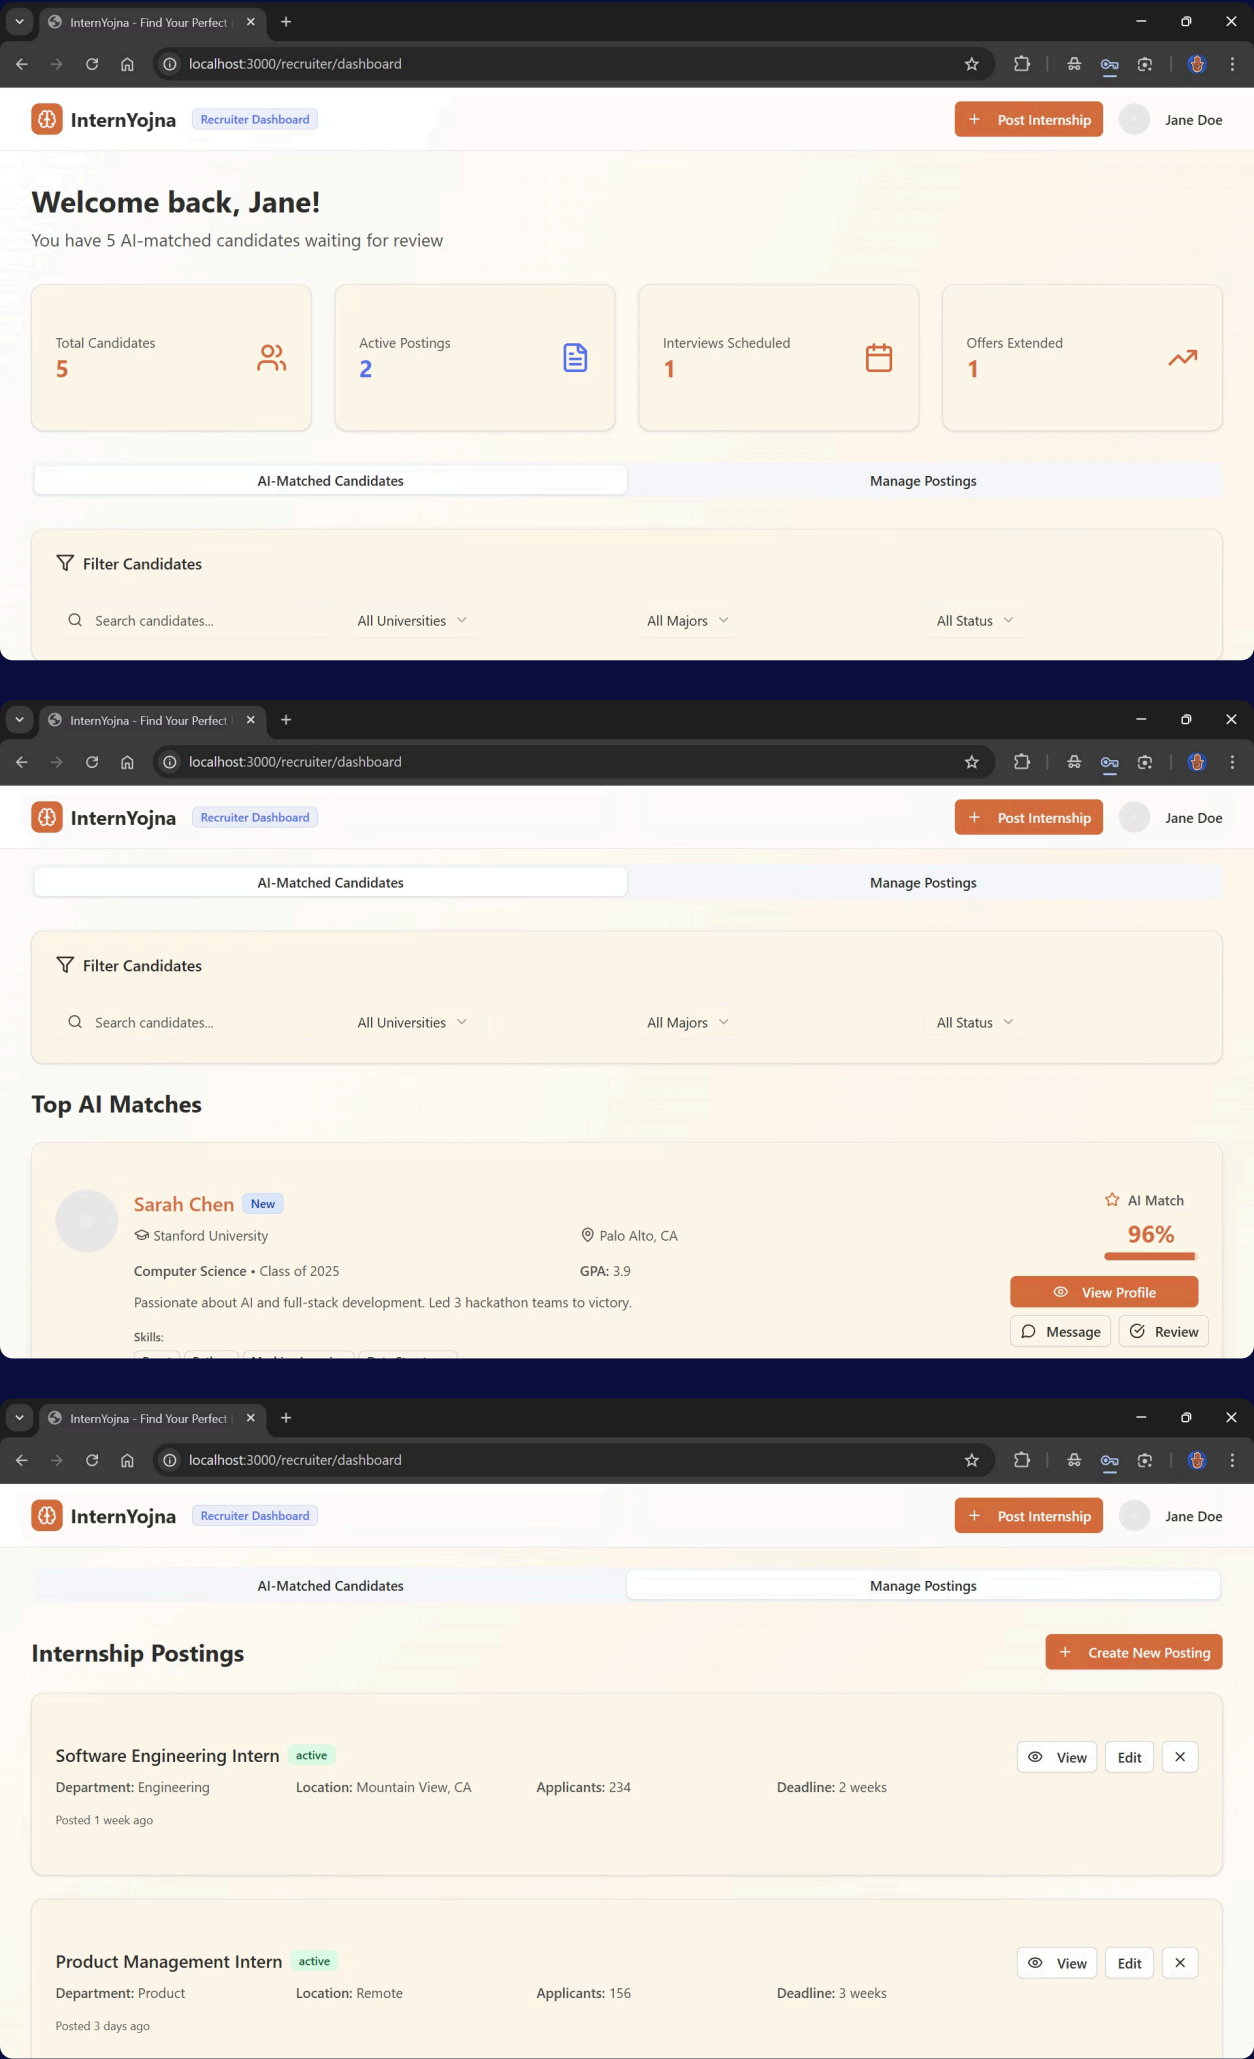 InternYojna - Find Your Perfect
localhost:3000/recruiter/dashboard
InternYojna Recruiter Dashboard Post Internship Jane Doe
Welcome back, Jane!
You have 5 AI-matched candidates waiting for review
Total Candidates Active Postings Interviews Scheduled Offers Extended
5 2 1 1
AI-Matched Candidates Manage Postings
Filter Candidates
Search candidates... All Universities All Majors All Status
InternYojna - Find Your Perfect
localhost:3000/recruiter/dashboard
InternYojna Recruiter Dashboard Post Internship Jane Doe
AI-Matched Candidates Manage Postings
Filter Candidates
Search candidates... All Universities All Majors All Status
Top AI Matches
Sarah Chen New AI Match
Stanford University Palo Alto, CA 96%
Computer Science • Class of 2025 GPA: 3.9
Passionate about AI and full-stack development. Led 3 hackathon teams to victory. View Profile
Skills: Message Review
InternYojna - Find Your Perfect
localhost:3000/recruiter/dashboard
InternYojna Recruiter Dashboard Post Internship Jane Doe
AI-Matched Candidates Manage Postings
Internship Postings Create New Posting
Software Engineering Intern active View Edit
Department: Engineering Location: Mountain View, CA Applicants: 234 Deadline: 2 weeks
Posted 1 week ago
Product Management Intern active View Edit
Department: Product Location: Remote Applicants: 156 Deadline: 3 weeks
Posted 3 days ago